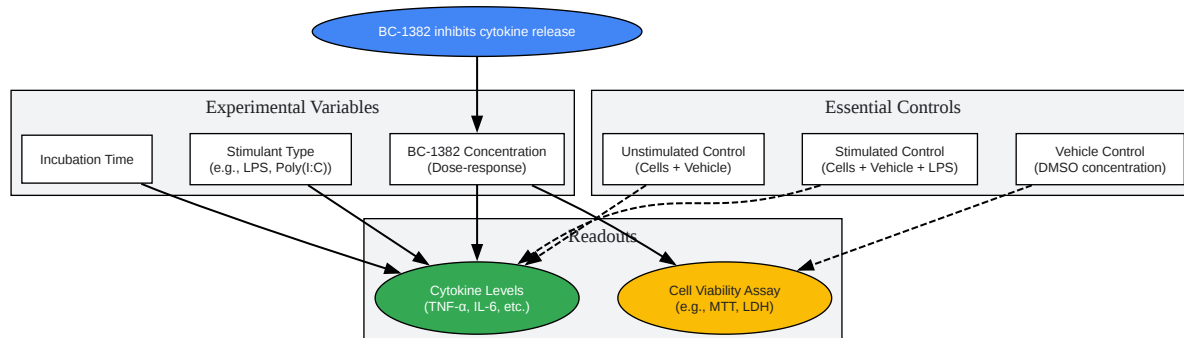 BC-1382 inhibits cytokine release
Experimental Variables
Essential Controls
Incubation Time
Stimulant Type
(e.g., LPS, Poly(I:C))
BC-1382 Concentration
(Dose-response)
Unstimulated Control
(Cells + Vehicle)
Stimulated Control
(Cells + Vehicle + LPS)
Vehicle Control
(DMSO concentration)
Readouts
Cytokine Levels
(TNF-α, IL-6, etc.)
Cell Viability Assay
(e.g., MTT, LDH)